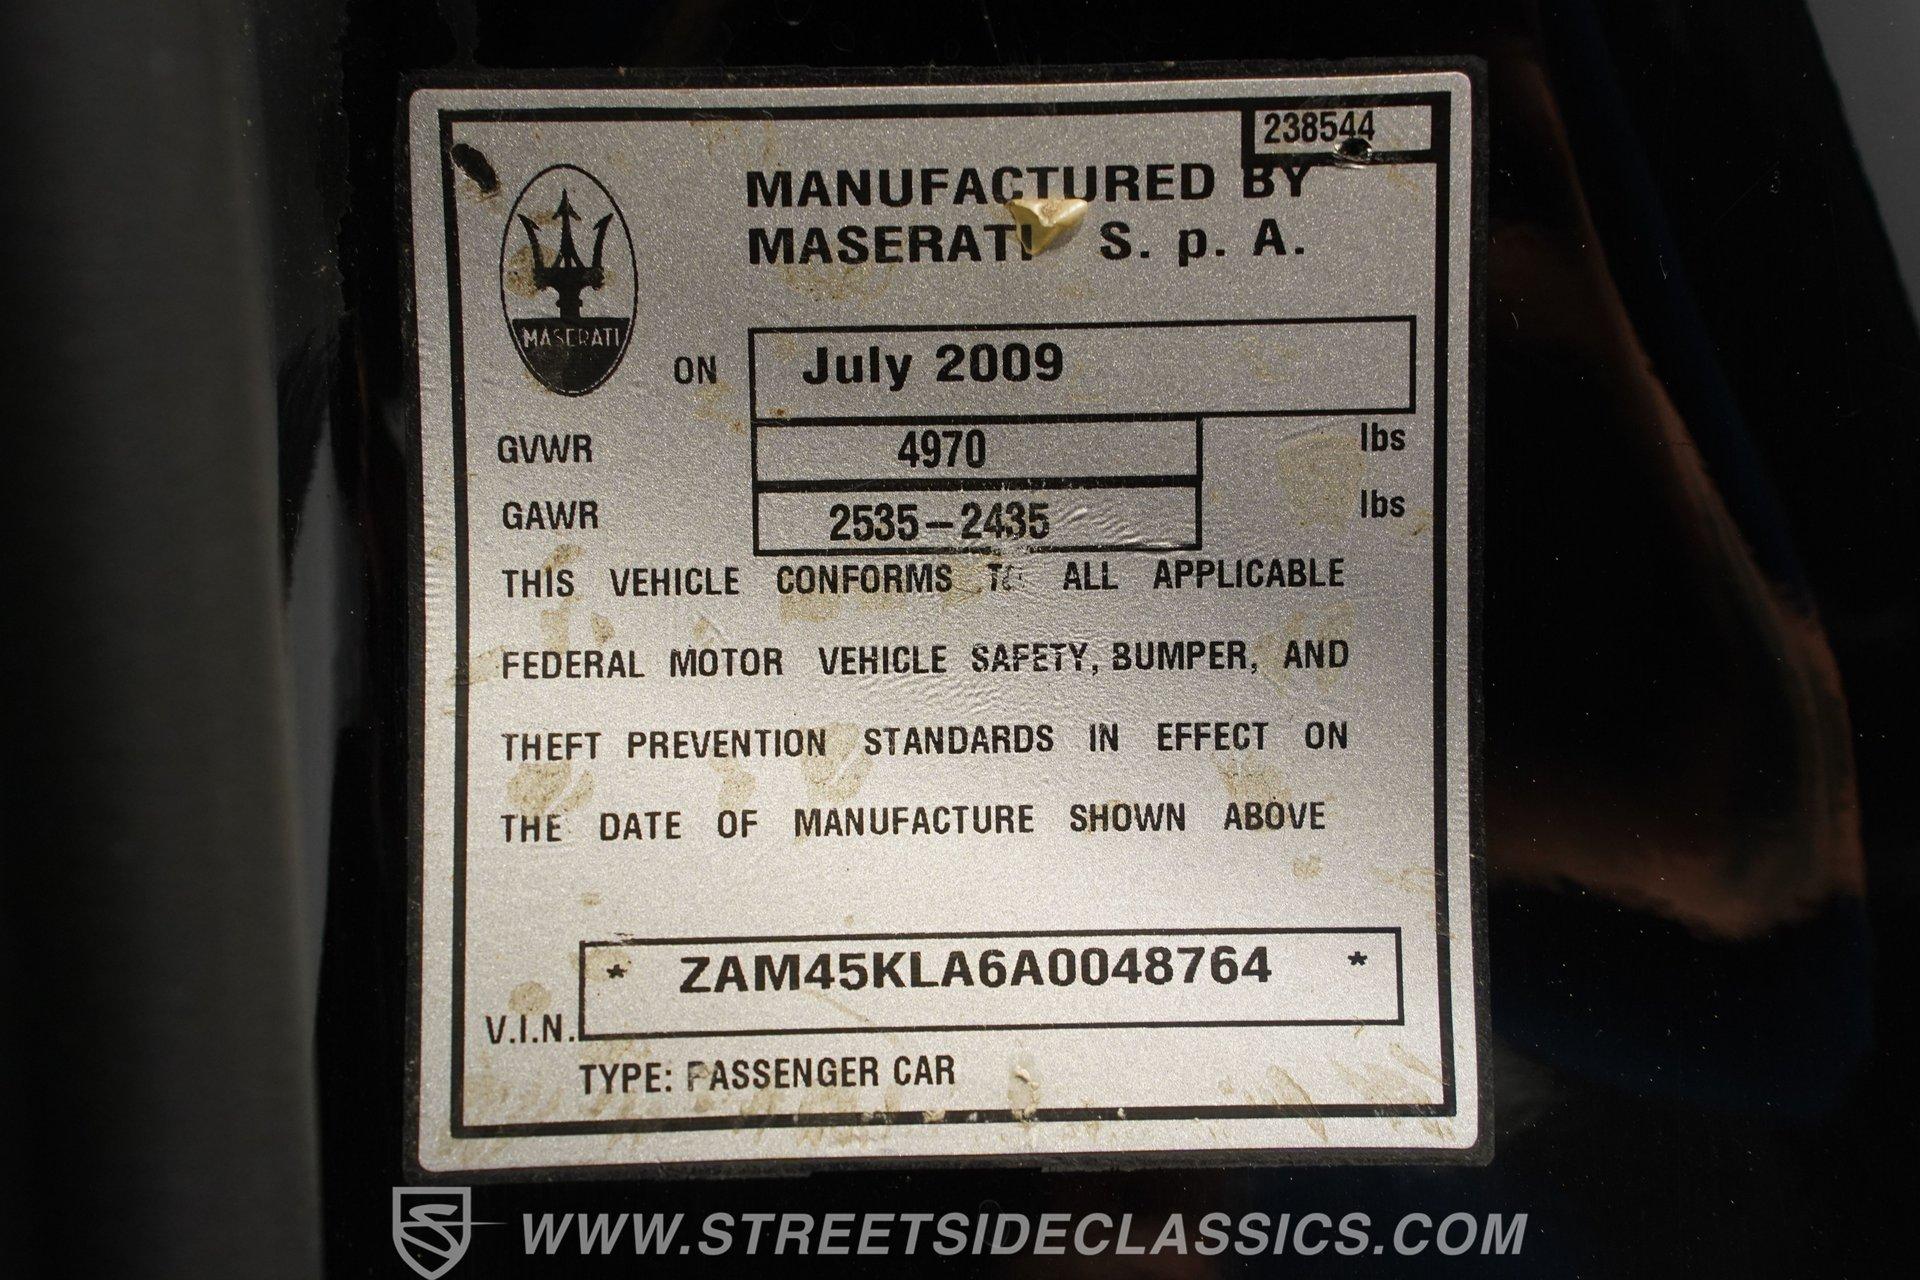 238544
MANUFACTURED BY
MASERATI S. p. A.
MASERATI
ON July 2009
GVWR 4970 lbs
GAWR 2535-2435 lbs
THIS VEHICLE CONFORMS TO ALL APPLICABLE
FEDERAL MOTOR VEHICLE SAFETY, BUMPER, AND
THEFT PREVENTION STANDARDS IN EFFECT ON
THE DATE OF MANUFACTURE SHOWN ABOVE
V.I.N. * ZAM45KLA6A0048764 *
TYPE: PASSENGER CAR
WWW.STREETSIDECLASSICS.COM